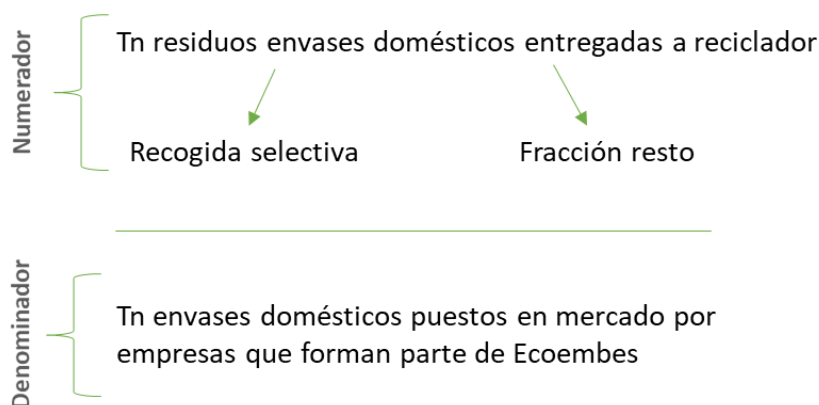 Numerador
Tn residuos envases domésticos entregadas a reciclador
Recogida selectiva
Fracción resto
Denominador
Tn envases domésticos puestos en mercado por
empresas que forman parte de Ecoembes